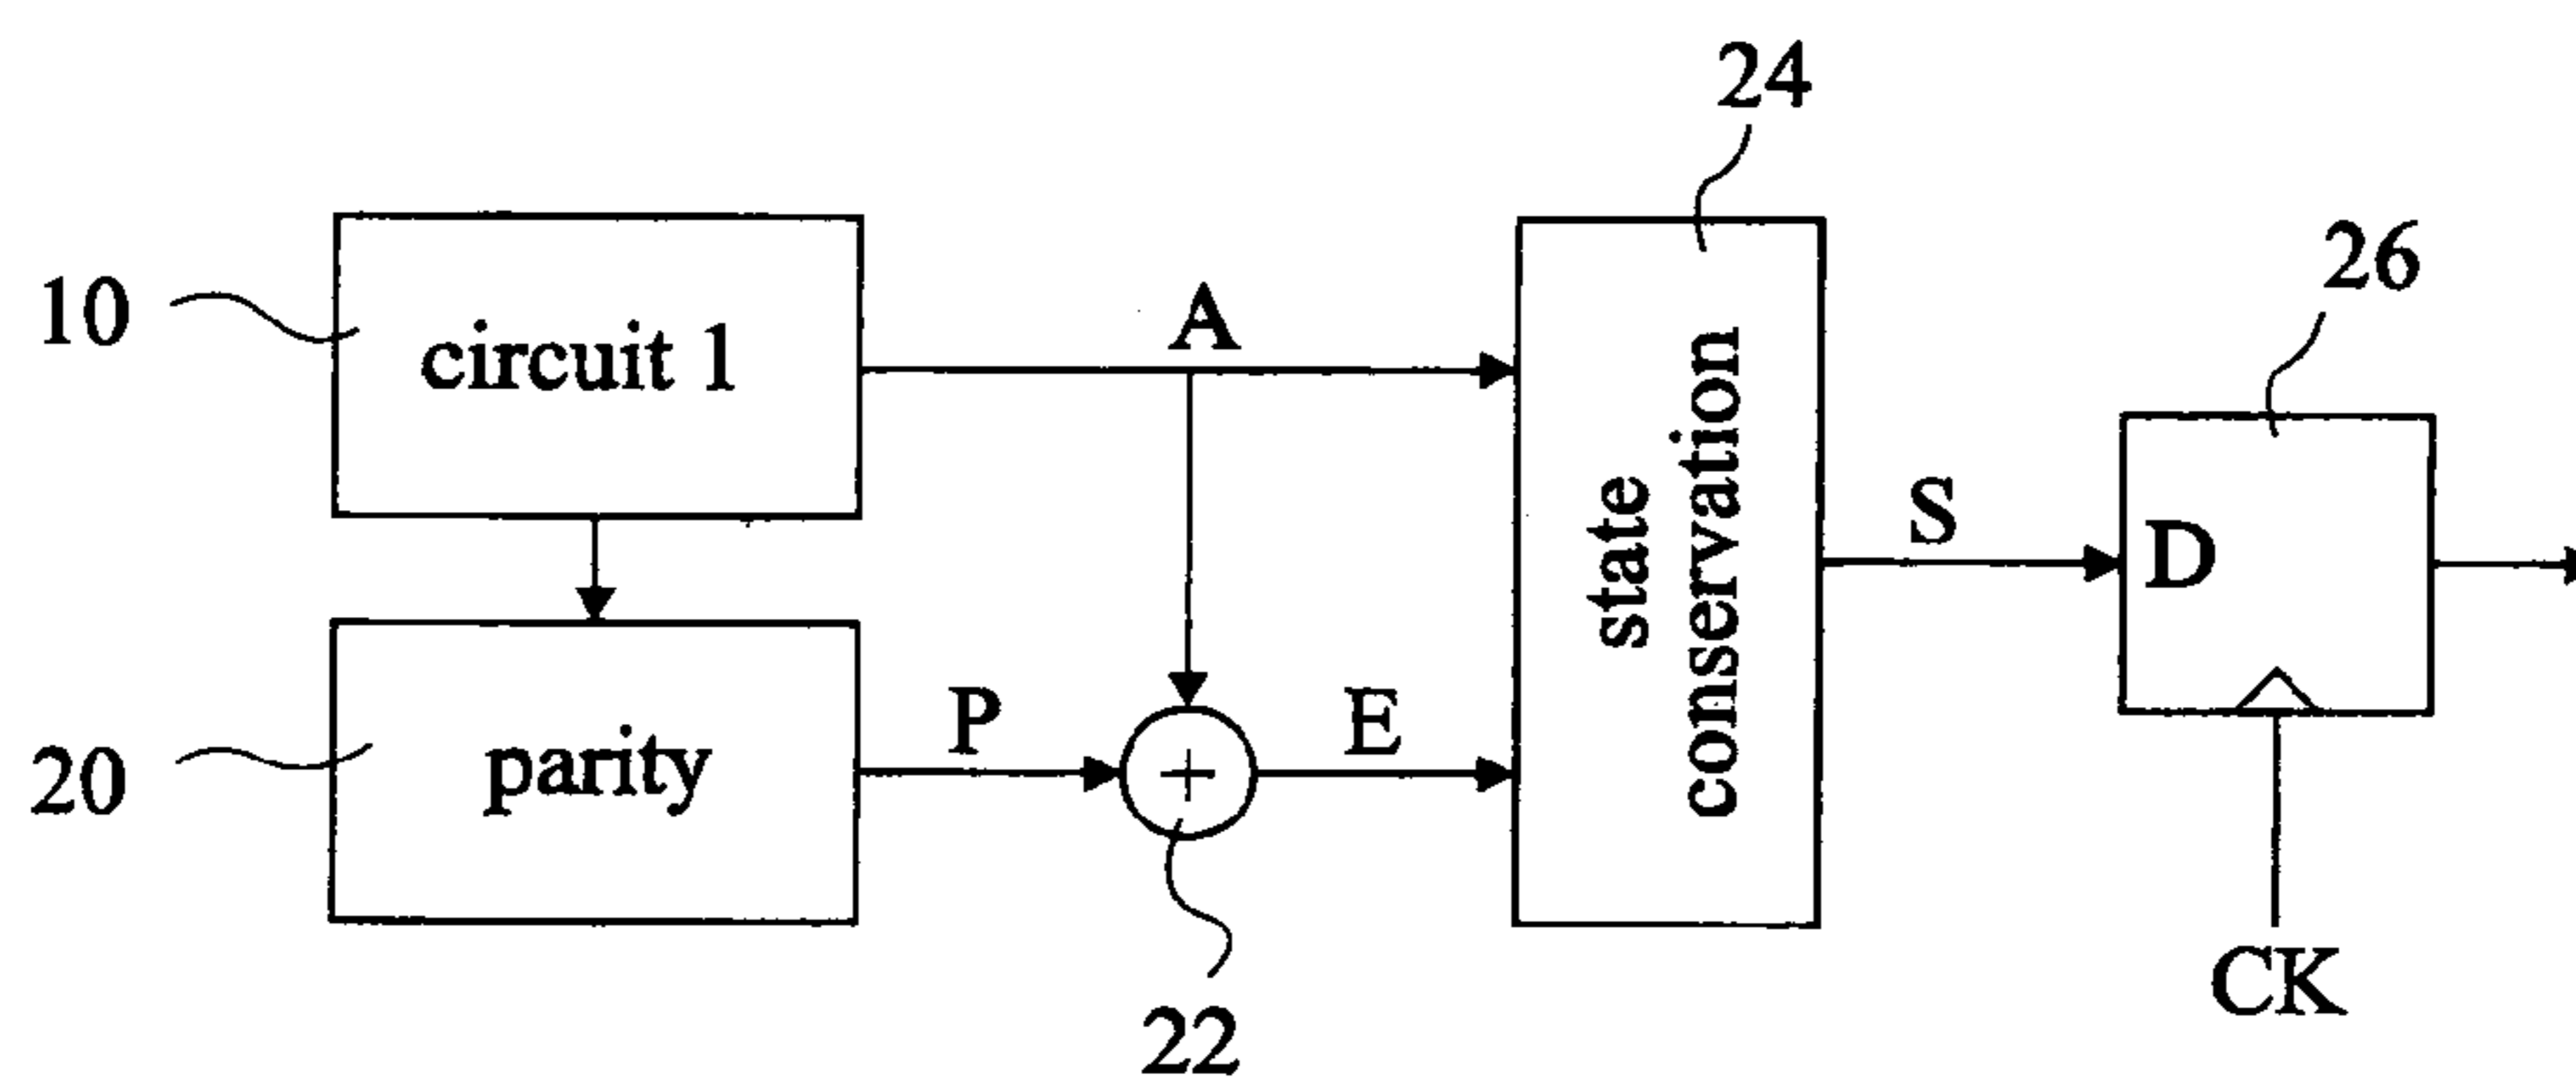 24
26
10
circuit 1
A
state
conservation
S
D
20
parity
P
+
E
22
CK